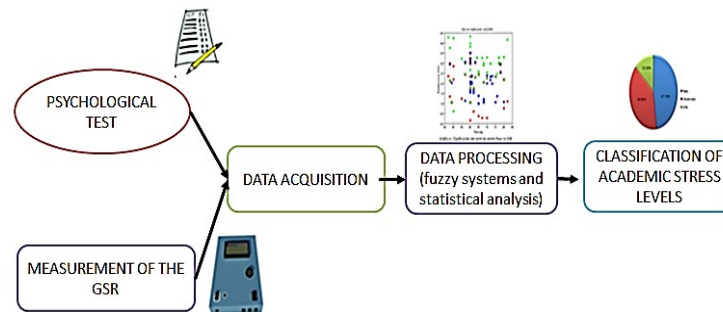 PSYCHOLOGICAL
TEST
MEASUREMENT OF THE
GSR
DATA ACQUISITION
DATA PROCESSING
(fuzzy systems and
statistical analysis)
CLASSIFICATION OF
ACADEMIC STRESS
LEVELS